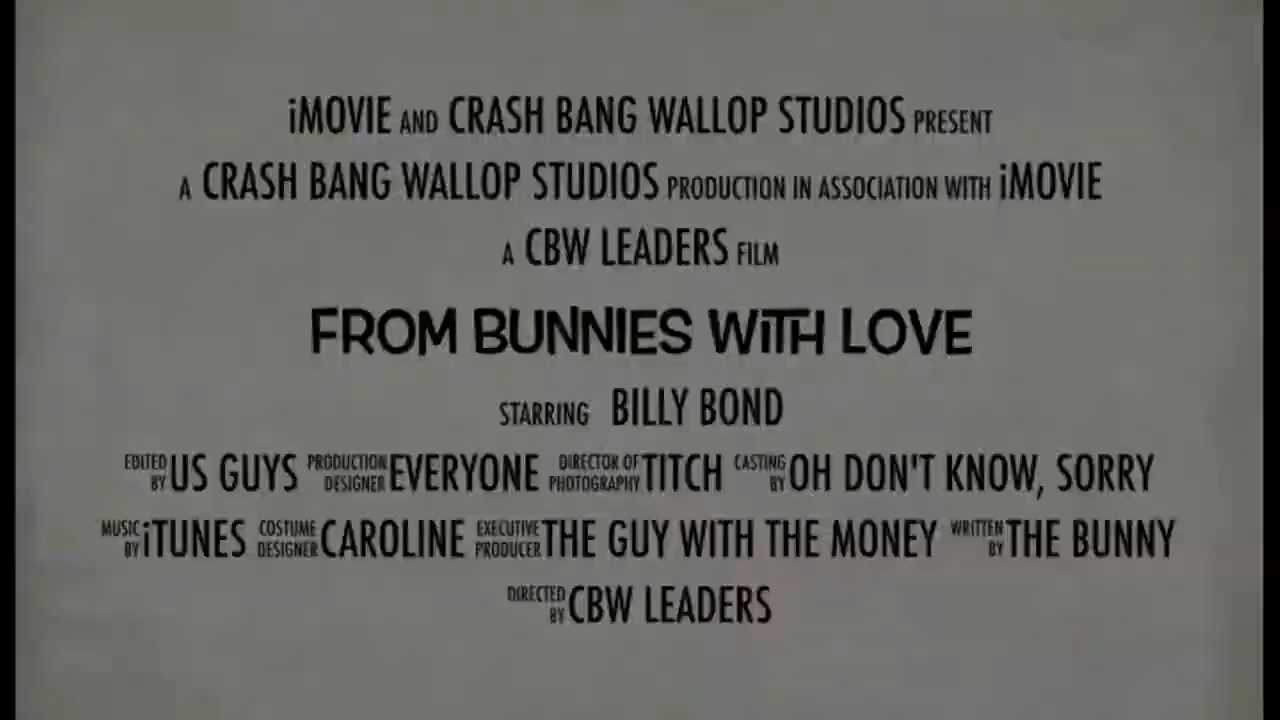 iMOVIE AND CRASH BANG WALLOP STUDIOS PRESENT
A CRASH BANG WALLOP STUDIOS PRODUCTION IN ASSOCIATION WITH iMOVIE
A CBW LEADERS FILM
FROM BUNNIES WiTH LOVE
STARRING BILLY BOND
EDITED BY US GUYS PRODUCTION DESIGNER EVERYONE DIRECTOR OF PHOTOGRAPHY TITCH CASTING BY OH DON'T KNOW, SORRY
MUSIC BY iTUNES COSTUME DESIGNER CAROLINE EXECUTIVE PRODUCER THE GUY WITH THE MONEY WRITTEN BY THE BUNNY
DIRECTED BY CBW LEADERS